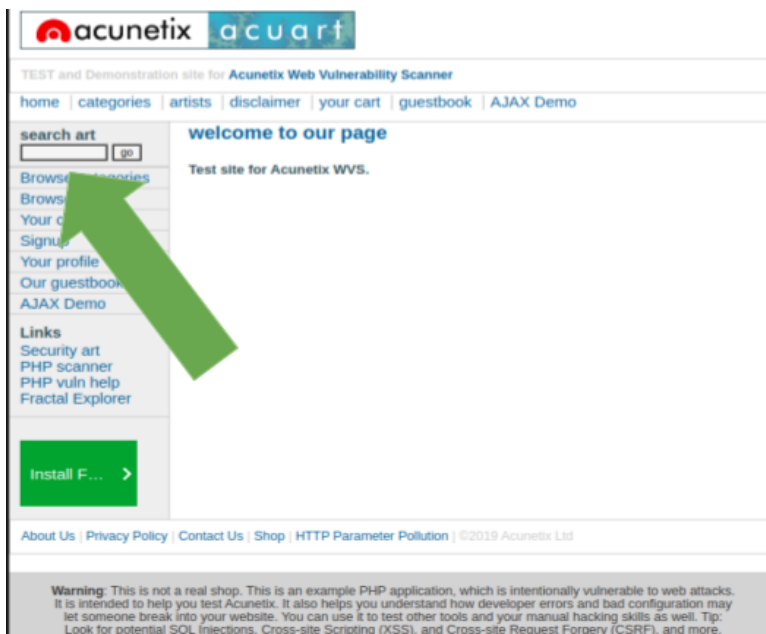 acunetix acuart
TEST and Demonstration site for Acunetix Web Vulnerability Scanner
home | categories | artists | disclaimer | your cart | guestbook | AJAX Demo
search art
go
Browse categories
Browse
Your
Signup
Your profile
Our guestbook
AJAX Demo
Links
Security art
PHP scanner
PHP vuln help
Fractal Explorer
Install F... >
welcome to our page
Test site for Acunetix WVS.
About Us | Privacy Policy | Contact Us | Shop | HTTP Parameter Pollution | ©2019 Acunetix Ltd
Warning: This is not a real shop. This is an example PHP application, which is intentionally vulnerable to web attacks.
It is intended to help you test Acunetix. It also helps you understand how developer errors and bad configuration may
let someone break into your website. You can use it to test other tools and your manual hacking skills as well. Tip:
Look for potential SQL Injections, Cross-site Scripting (XSS), and Cross-site Request Forgery (CSRF), and more.